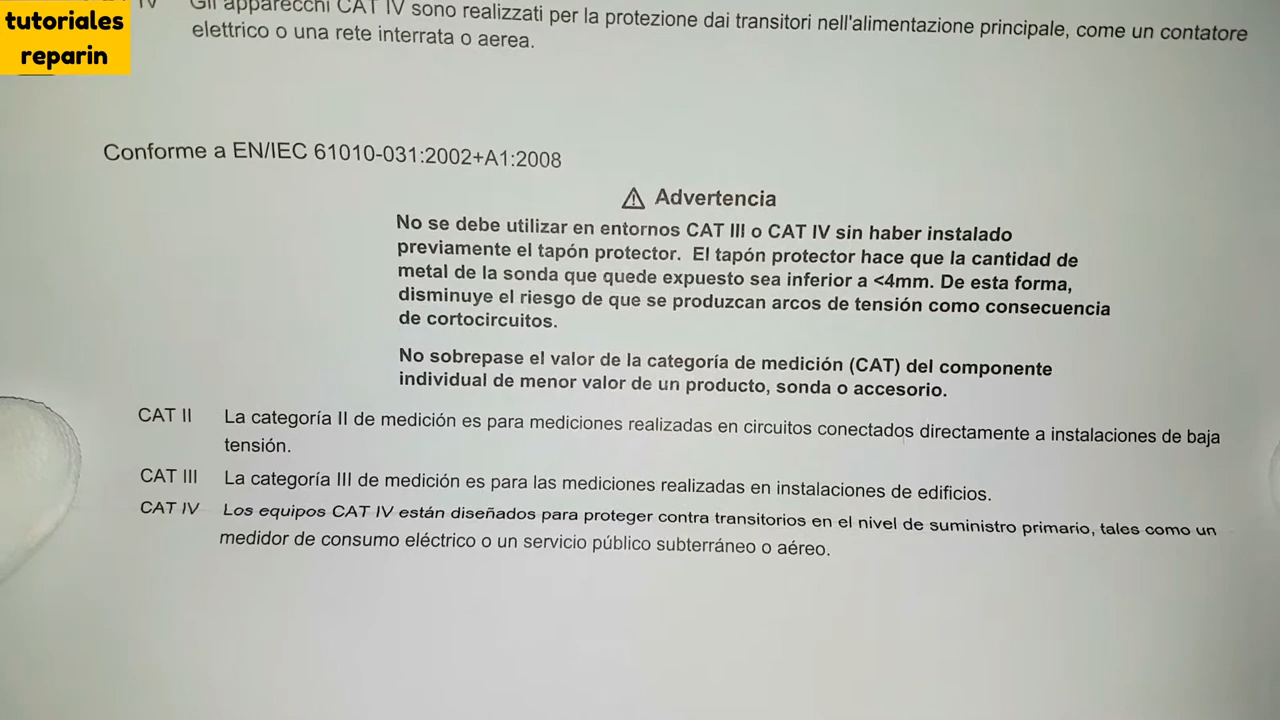 tutoriales
reparin
IV Gli apparecchi CAT IV sono realizzati per la protezione dai transitori nell'alimentazione principale, come un contatore
elettrico o una rete interrata o aerea.
Conforme a EN/IEC 61010-031:2002+A1:2008
Advertencia
No se debe utilizar en entornos CAT III o CAT IV sin haber instalado
previamente el tapón protector. El tapón protector hace que la cantidad de
metal de la sonda que quede expuesto sea inferior a <4mm. De esta forma,
disminuye el riesgo de que se produzcan arcos de tensión como consecuencia
de cortocircuitos.
No sobrepase el valor de la categoría de medición (CAT) del componente
individual de menor valor de un producto, sonda o accesorio.
CAT II La categoría II de medición es para mediciones realizadas en circuitos conectados directamente a instalaciones de baja
tensión.
CAT III La categoría III de medición es para las mediciones realizadas en instalaciones de edificios.
CAT IV Los equipos CAT IV están diseñados para proteger contra transitorios en el nivel de suministro primario, tales como un
medidor de consumo eléctrico o un servicio público subterráneo o aéreo.